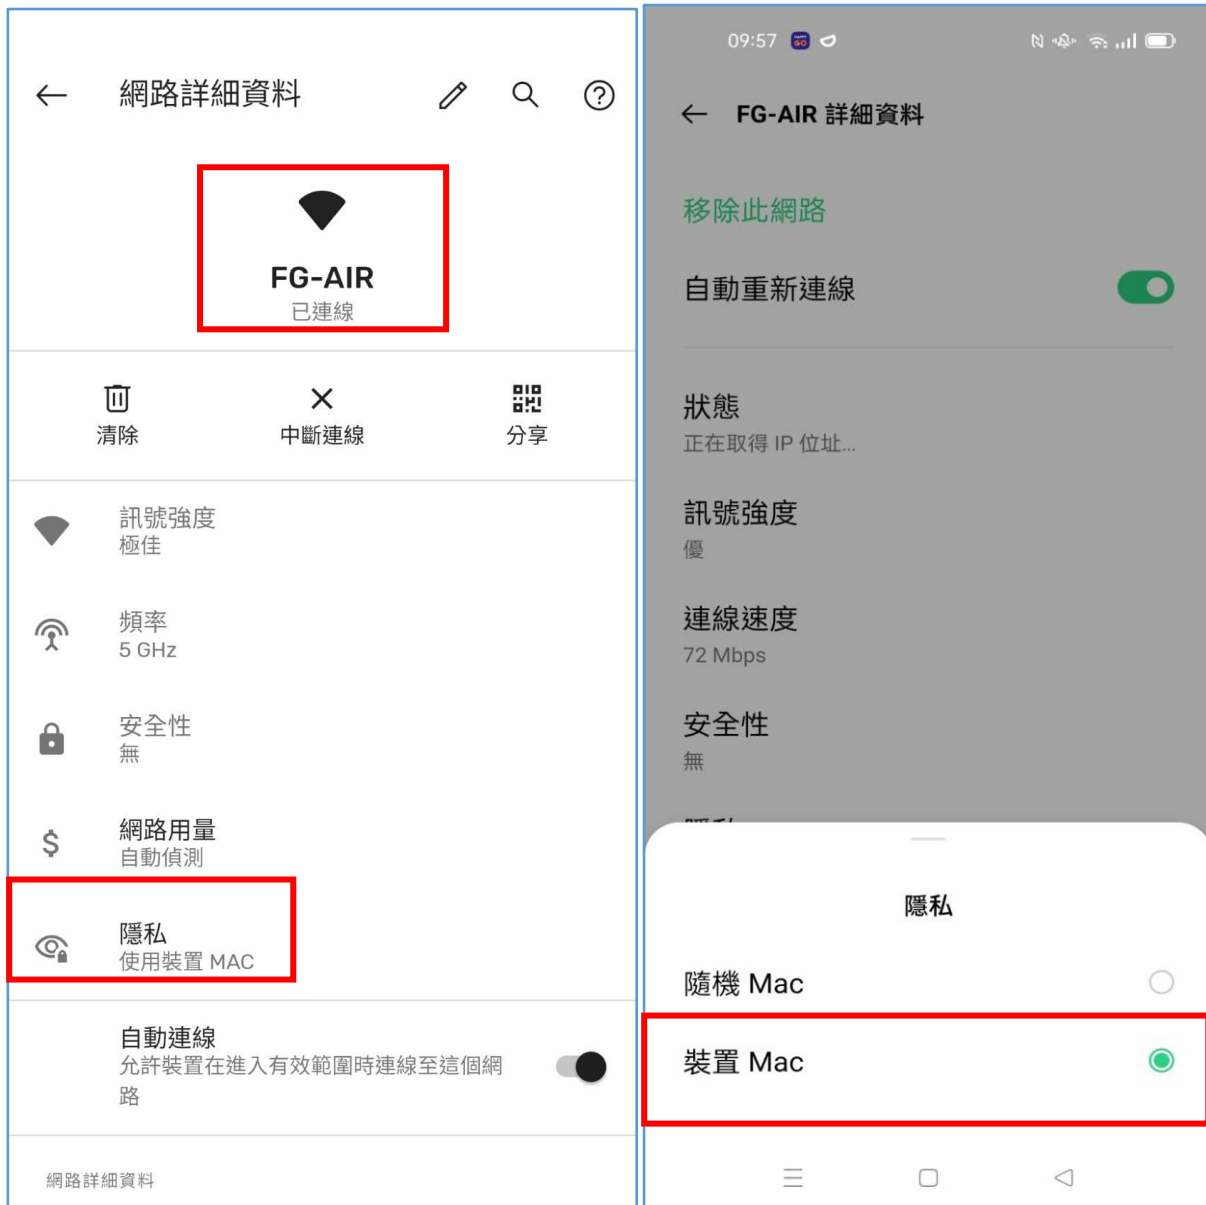 網路詳細資料
FG-AIR
已連線
清除
中斷連線
分享
訊號強度
極佳
頻率
5 GHz
安全性
無
網路用量
自動偵測
隱私
使用裝置 MAC
自動連線
允許裝置在進入有效範圍時連線至這個網
路
網路詳細資料
09:57
FG-AIR 詳細資料
移除此網路
自動重新連線
狀態
正在取得 IP 位址...
訊號強度
優
連線速度
72 Mbps
安全性
無
隱私
隨機 Mac
裝置 Mac